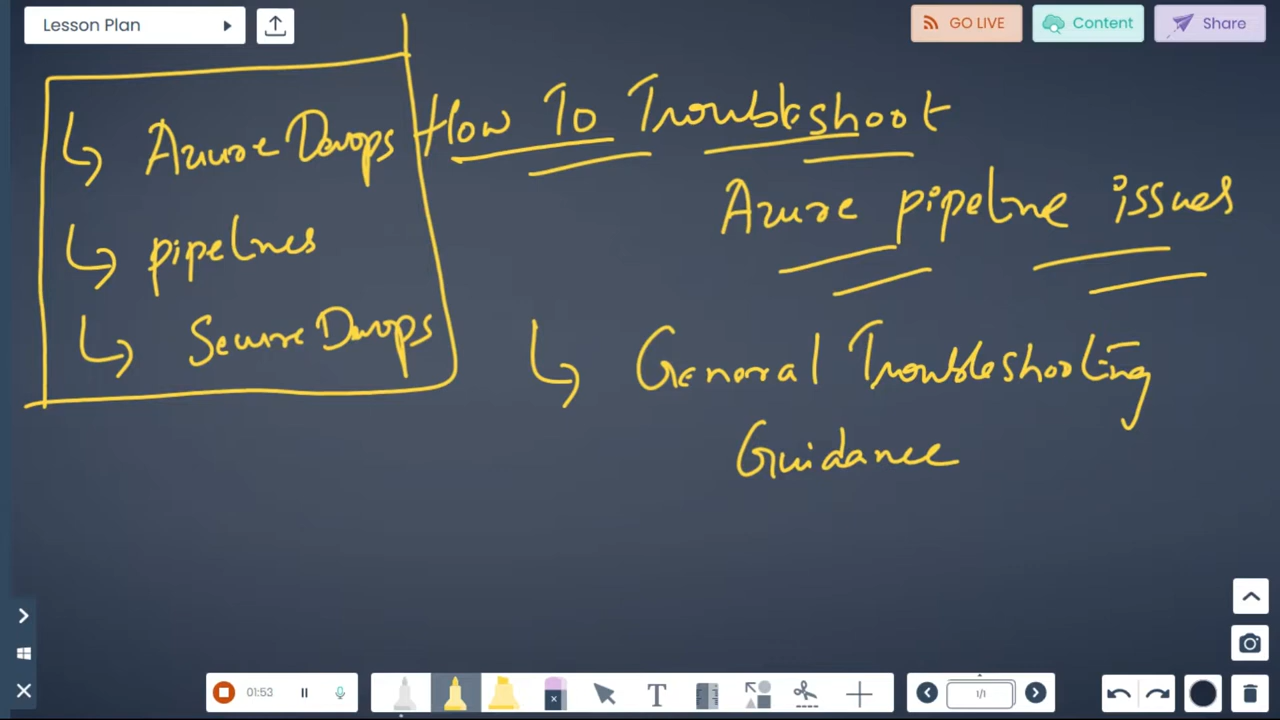 Lesson Plan
GO LIVE
Content
Share
How To Troubleshoot
Azure pipeline issues
Azure Devops
pipelines
Secure Devops
General Troubleshooting
Guidance
01:53
1/1